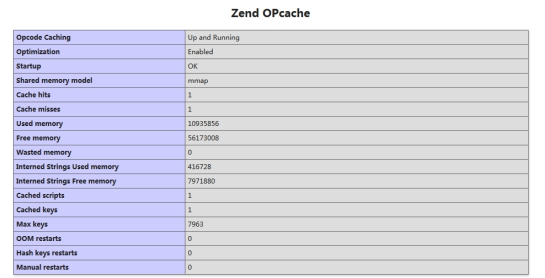 Zend OPcache
Opcode Caching Up and Running
Optimization Enabled
Startup OK
Shared memory model mmap
Cache hits 1
Cache misses 1
Used memory 10935856
Free memory 56173008
Wasted memory 0
Interned Strings Used memory 416728
Interned Strings Free memory 7971880
Cached scripts 1
Cached keys 1
Max keys 7963
OOM restarts 0
Hash keys restarts 0
Manual restarts 0